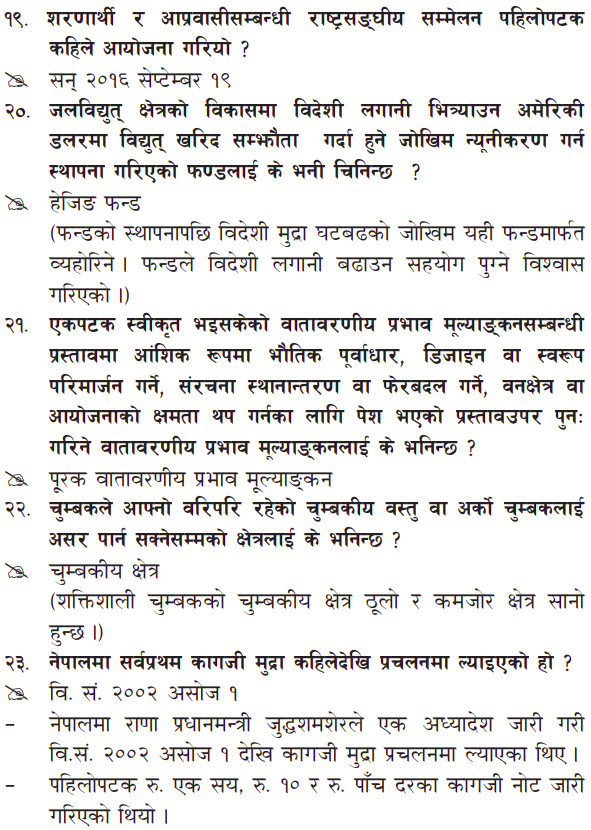 १९. शरणार्थी र आप्रवासीसम्बन्धी राष्ट्रसङ्घीय सम्मेलन पहिलोपटक
कहिले आयोजना गरियो ?
सन् २०१६ सेप्टेम्बर १९
२०. जलविद्युत् क्षेत्रको विकासमा विदेशी लगानी भित्र्याउन अमेरिकी
डलरमा विद्युत् खरिद सम्झौता गर्दा हुने जोखिम न्यूनीकरण गर्न
स्थापना गरिएको फण्डलाई के भनी चिनिन्छ ?
हेजिङ फन्ड
(फन्डको स्थापनापछि विदेशी मुद्रा घटबढको जोखिम यही फन्डमार्फत
व्यहोरिने । फन्डले विदेशी लगानी बढाउन सहयोग पुग्ने विश्वास
गरिएको ।)
२१. एकपटक स्वीकृत भइसकेको वातावरणीय प्रभाव मूल्याङ्कनसम्बन्धी
प्रस्तावमा आंशिक रूपमा भौतिक पूर्वाधार, डिजाइन वा स्वरूप
परिमार्जन गर्ने, संरचना स्थानान्तरण वा फेरबदल गर्ने, वनक्षेत्र वा
आयोजनाको क्षमता थप गर्नका लागि पेश भएको प्रस्तावउपर पुनः
गरिने वातावरणीय प्रभाव मूल्याङ्कनलाई के भनिन्छ ?
पूरक वातावरणीय प्रभाव मूल्याङ्कन
२२. चुम्बकले आफ्नो वरिपरि रहेको चुम्बकीय वस्तु वा अर्को चुम्बकलाई
असर पार्न सक्नेसम्मको क्षेत्रलाई के भनिन्छ ?
चुम्बकीय क्षेत्र
(शक्तिशाली चुम्बकको चुम्बकीय क्षेत्र ठूलो र कमजोर क्षेत्र सानो
हुन्छ ।)
२३. नेपालमा सर्वप्रथम कागजी मुद्रा कहिलेदेखि प्रचलनमा ल्याइएको हो ?
वि. सं. २००२ असोज १
– नेपालमा राणा प्रधानमन्त्री जुद्धशमशेरले एक अध्यादेश जारी गरी
वि.सं. २००२ असोज १ देखि कागजी मुद्रा प्रचलनमा ल्याएका थिए ।
– पहिलोपटक रु. एक सय, रु. १० र रु. पाँच दरका कागजी नोट जारी
गरिएको थियो ।